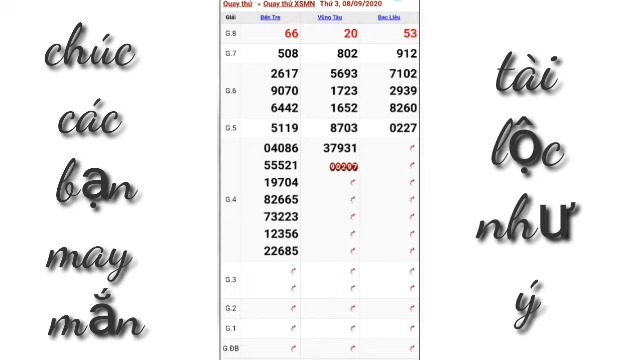 chúc
các
bạn
may
mắn
Quay thử » Quay thử XSMN Thứ 3, 08/09/2020
Giải Bến Tre Vũng Tàu Bạc Liêu
G.8 66 20 53
G.7 508 802 912
G.6 2617 5693 7102
9070 1723 2939
6442 1652 8260
G.5 5119 8703 0227
G.4 04086 37931
55521 90297
19704
82665
73223
12356
22685
G.3
G.2
G.1
G.ĐB
tài
lộc
như
ý